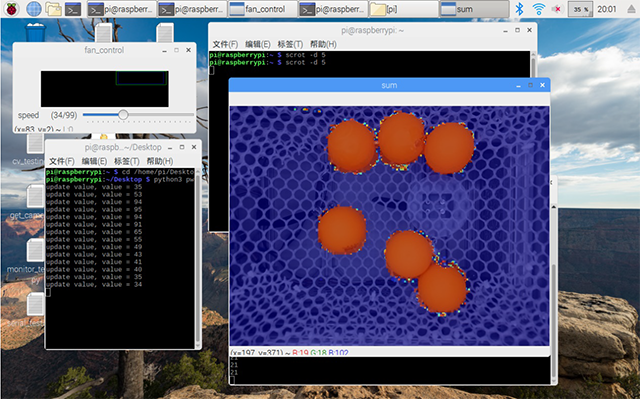 pi@raspberr...
pi@raspberr...
fan_control
pi@raspberr...
[pi]
sum
35 %
20:01
fan_control
speed
(34/99)
(x=83, y=2) ~
pi@raspberrypi: ~
文件(F) 编辑(E) 标签(T) 帮助(H)
pi@raspberrypi:~ $ scrot -d 5
pi@raspberrypi:~ $ scrot -d 5
sum
pi@raspb...~/Desktop
文件(F) 编辑(E) 标签(T) 帮助(H)
pi@raspberrypi:~ $ cd /home/pi/Deskto
pi@raspberrypi:~/Desktop $ python3 pw
update value, value = 35
update value, value = 53
update value, value = 94
update value, value = 95
update value, value = 94
update value, value = 91
update value, value = 65
update value, value = 55
update value, value = 49
update value, value = 43
update value, value = 41
update value, value = 40
update value, value = 35
update value, value = 34
cv_testin
get_cam
monitor_te
py
(x=197, y=371) ~ R:19 G:18 B:102
21
21
21